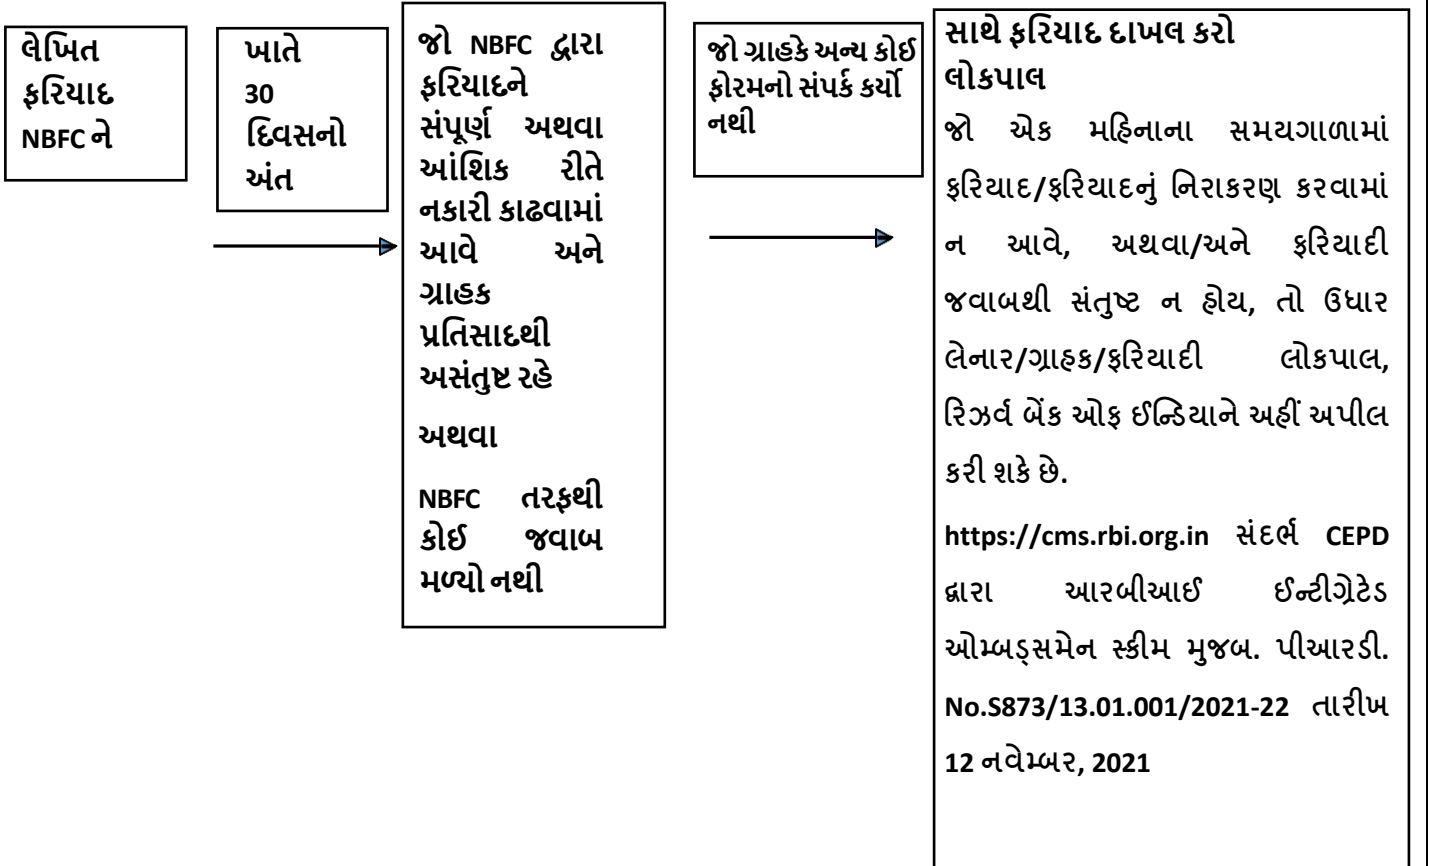 લેખિત
ફરિયાદ
NBFC ને
ખાતે
30
દિવસનો
અંત
જો NBFC દ્વારા
ફરિયાદને
સંપૂર્ણ અથવા
આંશિક રીતે
નકારી કાઢવામાં
આવે અને
ગ્રાહક
પ્રતિસાદથી
અસંતુષ્ટ રહે
અથવા
NBFC તરફથી
કોઈ જવાબ
મળ્યો નથી
જો ગ્રાહકે અન્ય કોઈ
ફોરમનો સંપર્ક કર્યો
નથી
સાથે ફરિયાદ દાખલ કરો
લોકપાલ
જો એક મહિનાના સમયગાળામાં
ફરિયાદ/ફરિયાદનું નિરાકરણ કરવામાં
ન આવે, અથવા/અને ફરિયાદી
જવાબથી સંતુષ્ટ ન હોય, તો ઉધાર
લેનાર/ગ્રાહક/ફરિયાદી લોકપાલ,
રિઝર્વ બેંક ઓફ ઈન્ડિયાને અહીં અપીલ
કરી શકે છે.
https://cms.rbi.org.in સંદર્ભ CEPD
દ્વારા આરબીઆઈ ઈન્ટીગ્રેટેડ
ઓમ્બડ્સમેન સ્કીમ મુજબ. પીઆરડી.
No.S873/13.01.001/2021-22 તારીખ
12 નવેમ્બર, 2021